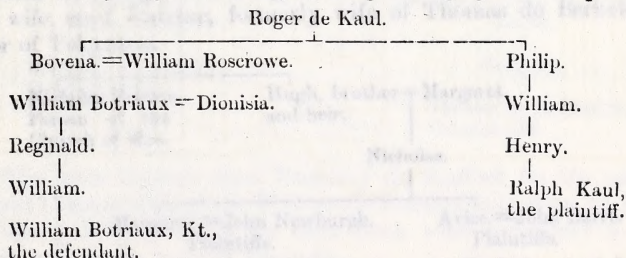 Roger de Kaul.
Bovena.=William Roscrowe. Philip.
William Botriaux = Dionisia. William.
Reginald. Henry.
William. Ralph Kaul,
the plaintiff.
William Botriaux, Kt.,
the defendant.